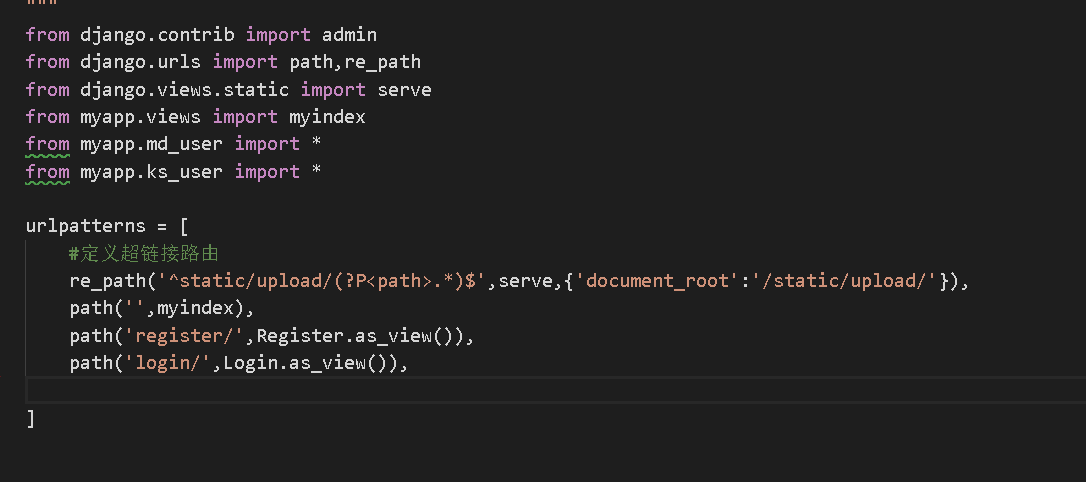 """
from django.contrib import admin
from django.urls import path,re_path
from django.views.static import serve
from myapp.views import myindex
from myapp.md_user import *
from myapp.ks_user import *
urlpatterns = [
#定义超链接路由
re_path('^static/upload/(?P<path>.*)$',serve,{'document_root':'/static/upload/'}),
path('',myindex),
path('register/',Register.as_view()),
path('login/',Login.as_view()),
]